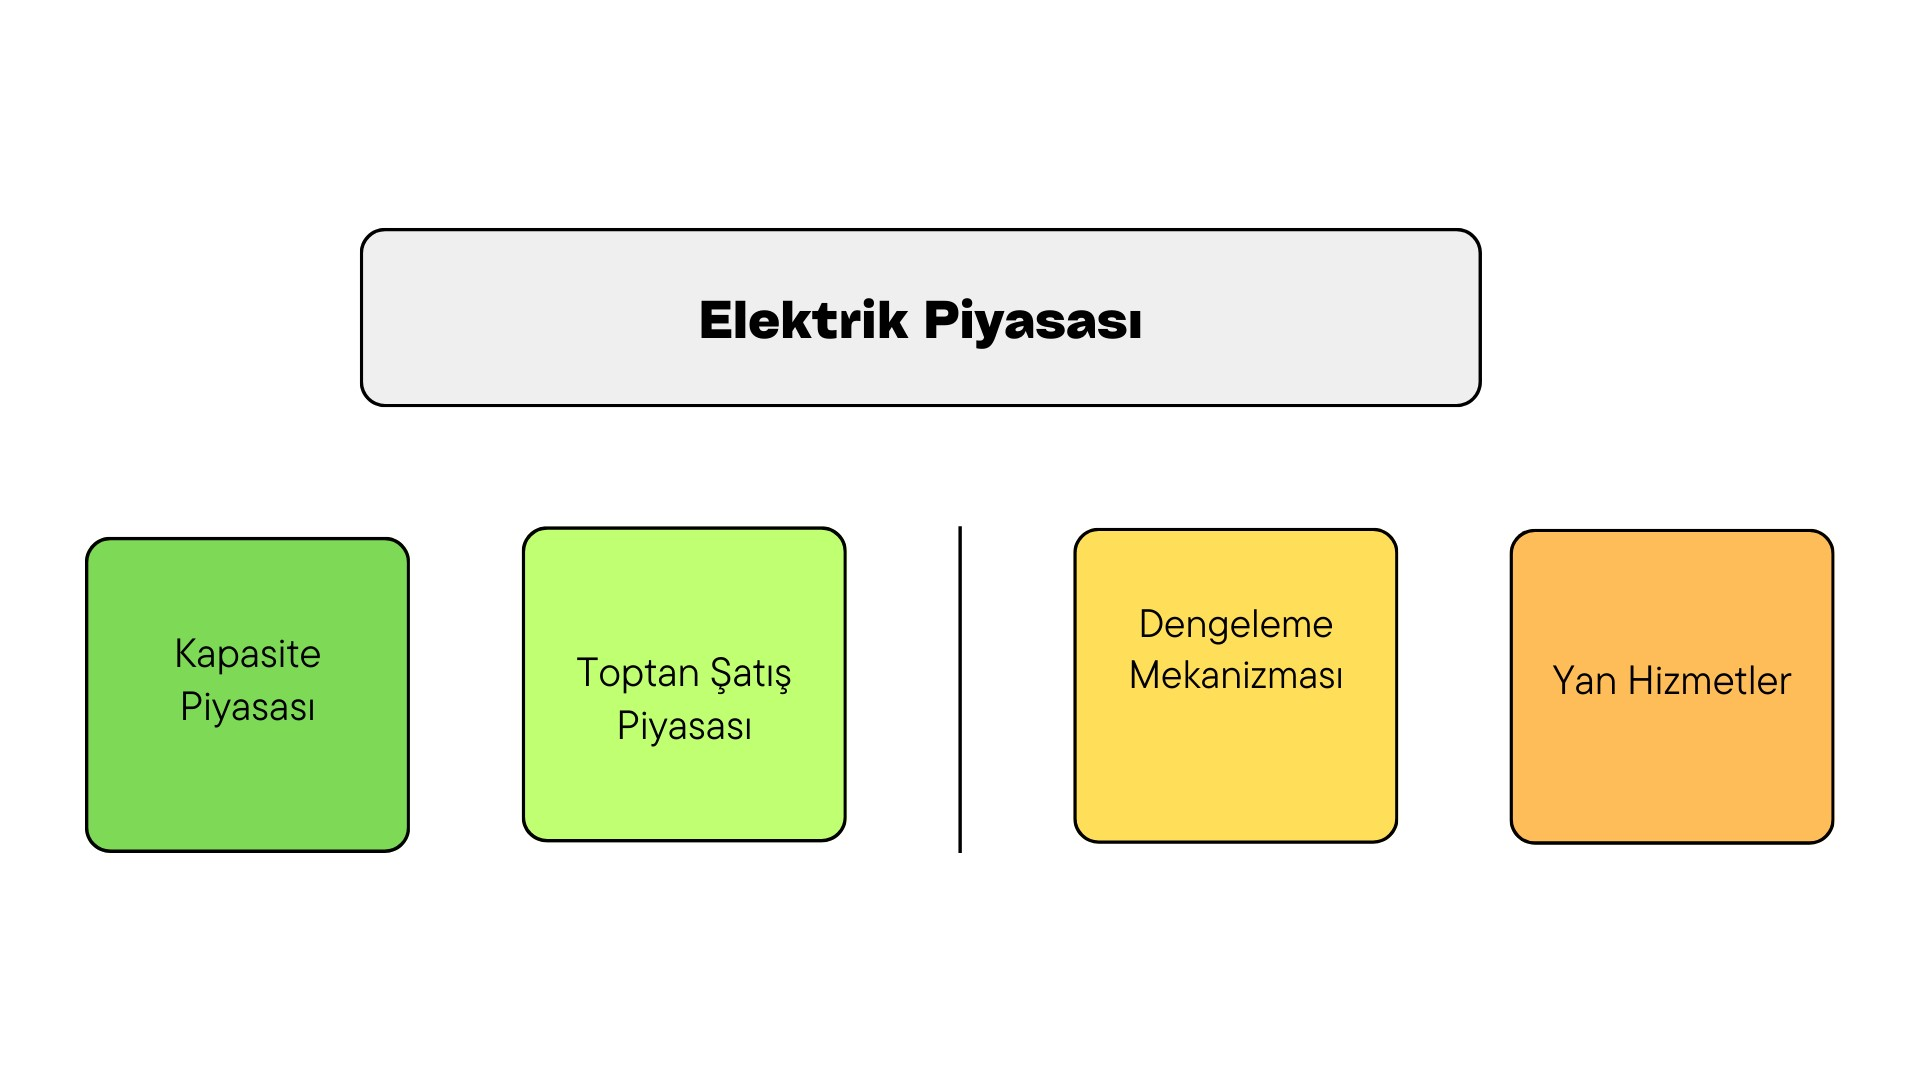 Elektrik Piyasası
Kapasite
Piyasası
Toptan Şatış
Piyasası
Dengeleme
Mekanizması
Yan Hizmetler